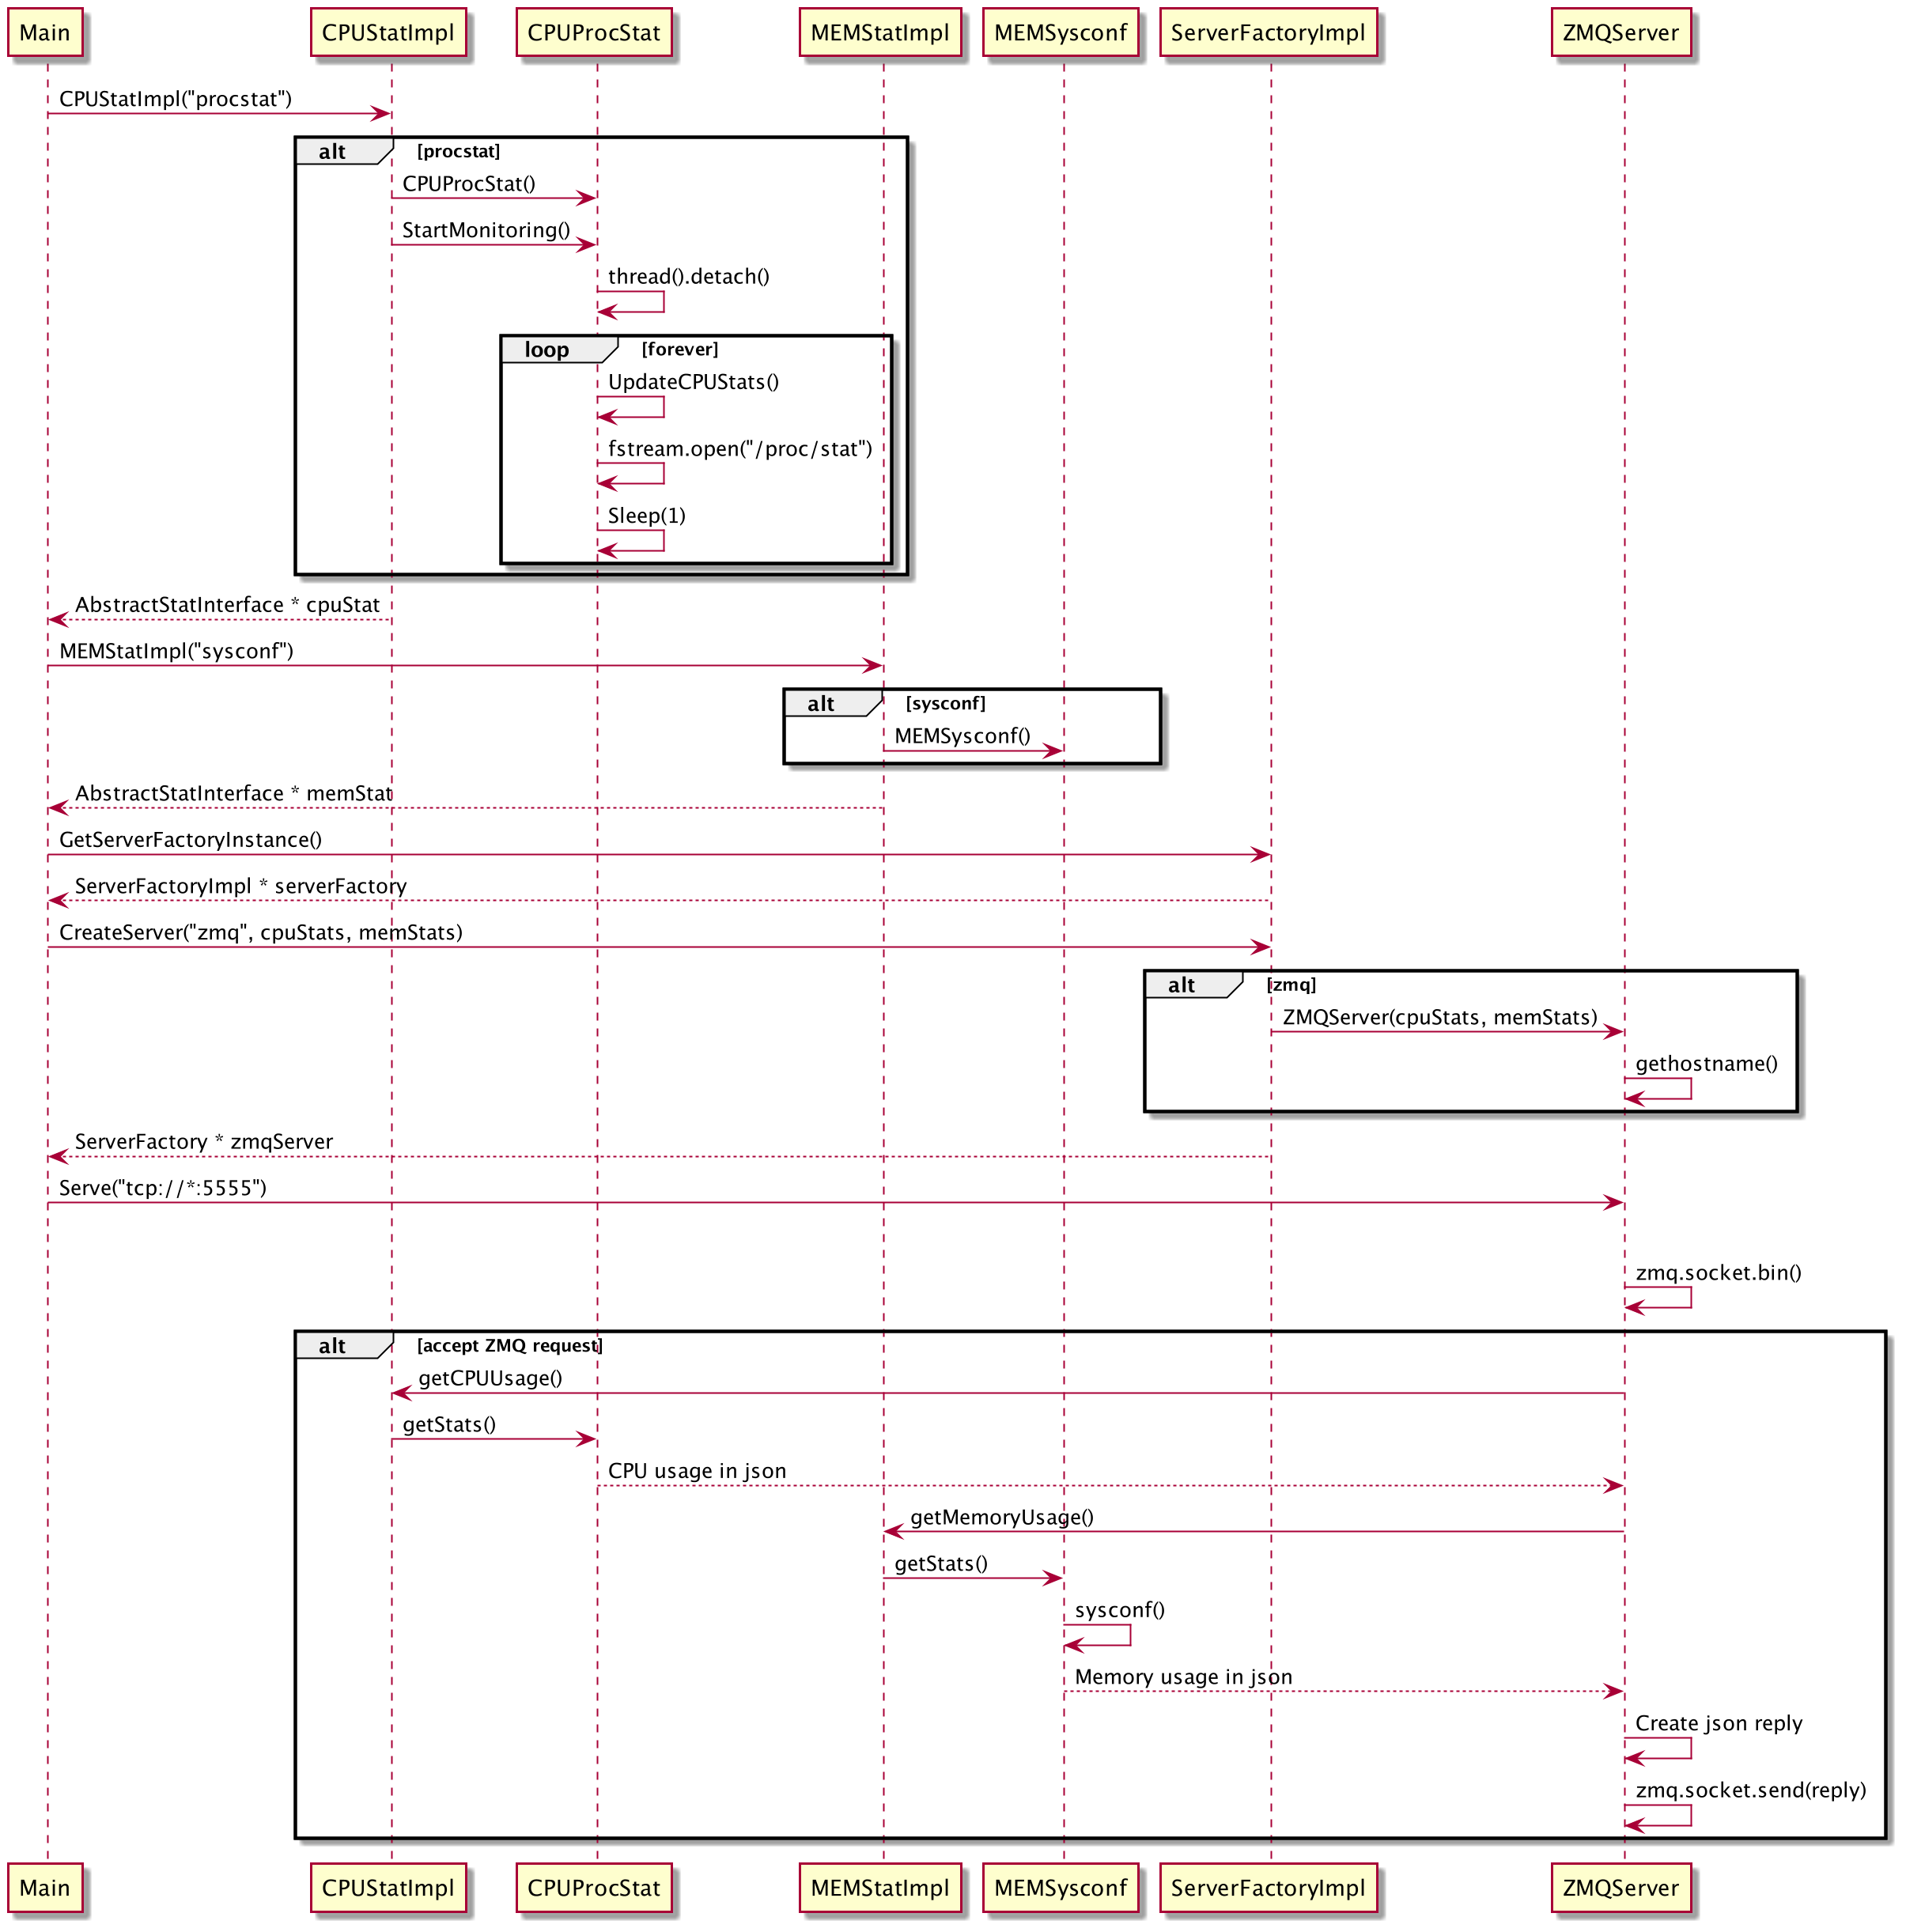 Main
CPUStatImpl
CPUProcStat
MEMStatImpl
MEMSysconf
ServerFactoryImpl
ZMQServer
CPUStatImpl("procstat")
alt
[procstat]
CPUProcStat()
StartMonitoring()
thread().detach()
loop
[forever]
UpdateCPUStats()
fstream.open("/proc/stat")
Sleep(1)
AbstractStatInterface * cpuStat
MEMStatImpl("sysconf")
alt
[sysconf]
MEMSysconf()
AbstractStatInterface * memStat
GetServerFactoryInstance()
ServerFactoryImpl * serverFactory
CreateServer("zmq", cpuStats, memStats)
alt
[zmq]
ZMQServer(cpuStats, memStats)
gethostname()
ServerFactory * zmqServer
Serve("tcp://*:5555")
zmq.socket.bin()
alt
[accept ZMQ request]
getCPUUsage()
getStats()
CPU usage in json
getMemoryUsage()
getStats()
sysconf()
Memory usage in json
Create json reply
zmq.socket.send(reply)
Main
CPUStatImpl
CPUProcStat
MEMStatImpl
MEMSysconf
ServerFactoryImpl
ZMQServer